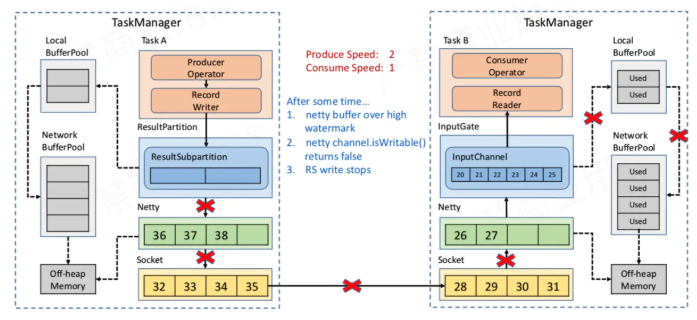 TaskManager
Local
BufferPool
Task A
Producer
Operator
Record
Writer
ResultPartition
ResultSubpartition
Network
BufferPool
Netty
36 37 38
Socket
32 33 34 35
Off-heap
Memory
Produce Speed: 2
Consume Speed: 1
After some time...
1. netty buffer over high
watermark
2. netty channel.isWritable()
returns false
3. RS write stops
TaskManager
Task B
Consumer
Operator
Record
Reader
InputGate
InputChannel
20 21 22 23 24 25
Netty
26 27
Socket
28 29 30 31
Local
BufferPool
Used
Used
Network
BufferPool
Used
Used
Used
Used
Off-heap
Memory